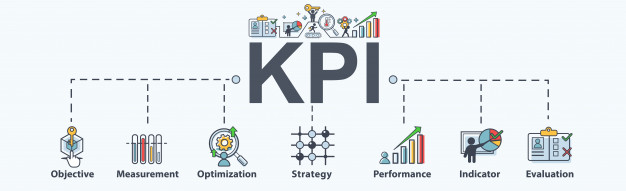 KPI
Objective
Measurement
Optimization
Strategy
Performance
Indicator
Evaluation